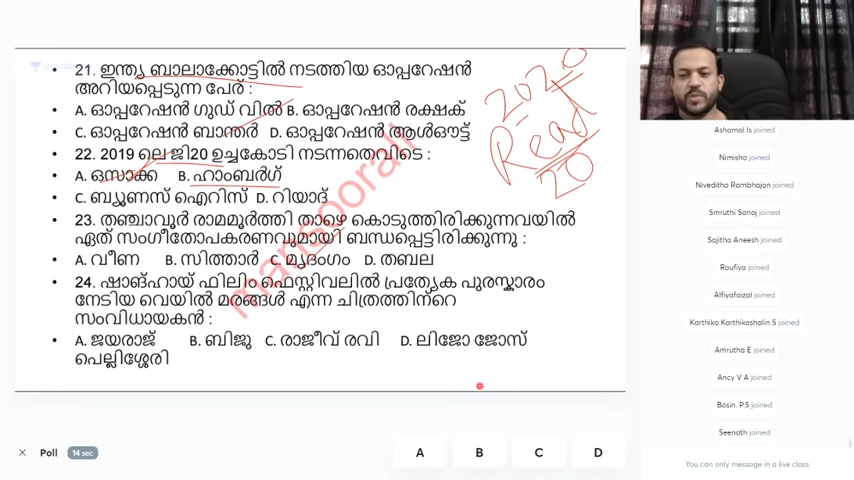 21. ഇന്ത്യ ബാലാക്കോട്ടിൽ നടത്തിയ ഓപ്പറേഷൻ
അറിയപ്പെടുന്ന പേര് :
A. ഓപ്പറേഷൻ ഗുഡ് വിൽ B. ഓപ്പറേഷൻ രക്ഷക്
C. ഓപ്പറേഷൻ ബാന്തർ D. ഓപ്പറേഷൻ ആൾഔട്ട്
22. 2019 ലെ ജി20 ഉച്ചകോടി നടന്നതെവിടെ :
A. ഒസാക്ക B. ഹാംബർഗ്
C. ബ്യൂണസ് ഐറിസ് D. റിയാദ്
23. തഞ്ചാവൂർ രാമമൂർത്തി താഴെ കൊടുത്തിരിക്കുന്നവയിൽ
ഏത് സംഗീതോപകരണവുമായി ബന്ധപ്പെട്ടിരിക്കുന്നു :
A. വീണ B. സിത്താർ C. മൃദംഗം D. തബല
24. ഷാങ്ഹായ് ഫിലിം ഫെസ്റ്റിവലിൽ പ്രത്യേക പുരസ്കാരം
നേടിയ വെയിൽ മരങ്ങൾ എന്ന ചിത്രത്തിന്റെ
സംവിധായകൻ :
A. ജയരാജ് B. ബിജു C. രാജീവ് രവി D. ലിജോ ജോസ്
പെല്ലിശ്ശേരി
mansoorali
2020
Read
20
Ashamol Is joined
Nimisha joined
Niveditha Rambhajan joined
Smruthi Sanoj joined
Sajitha Aneesh joined
Roufiya joined
Alfiyafoizal joined
Karthika Karthikashalin S joined
Amrutha E joined
Ancy V A joined
Bosin. P.S joined
Seenath joined
Poll 14 sec
A B C D
You can only message in a live class